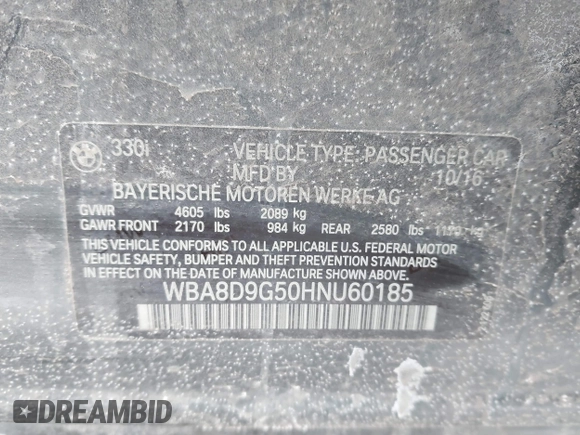 330i VEHICLE TYPE: PASSENGER CAR
MFD BY 10/16
BAYERISCHE MOTOREN WERKE AG
GVWR 4605 lbs 2089 kg
GAWR FRONT 2170 lbs 984 kg REAR 2580 lbs kg
THIS VEHICLE CONFORMS TO ALL APPLICABLE U.S. FEDERAL MOTOR
VEHICLE SAFETY, BUMPER AND THEFT PREVENTION STANDARDS
IN EFFECT ON THE DATE OF MANUFACTURE SHOWN ABOVE.
WBA8D9G50HNU60185
DREAMBID